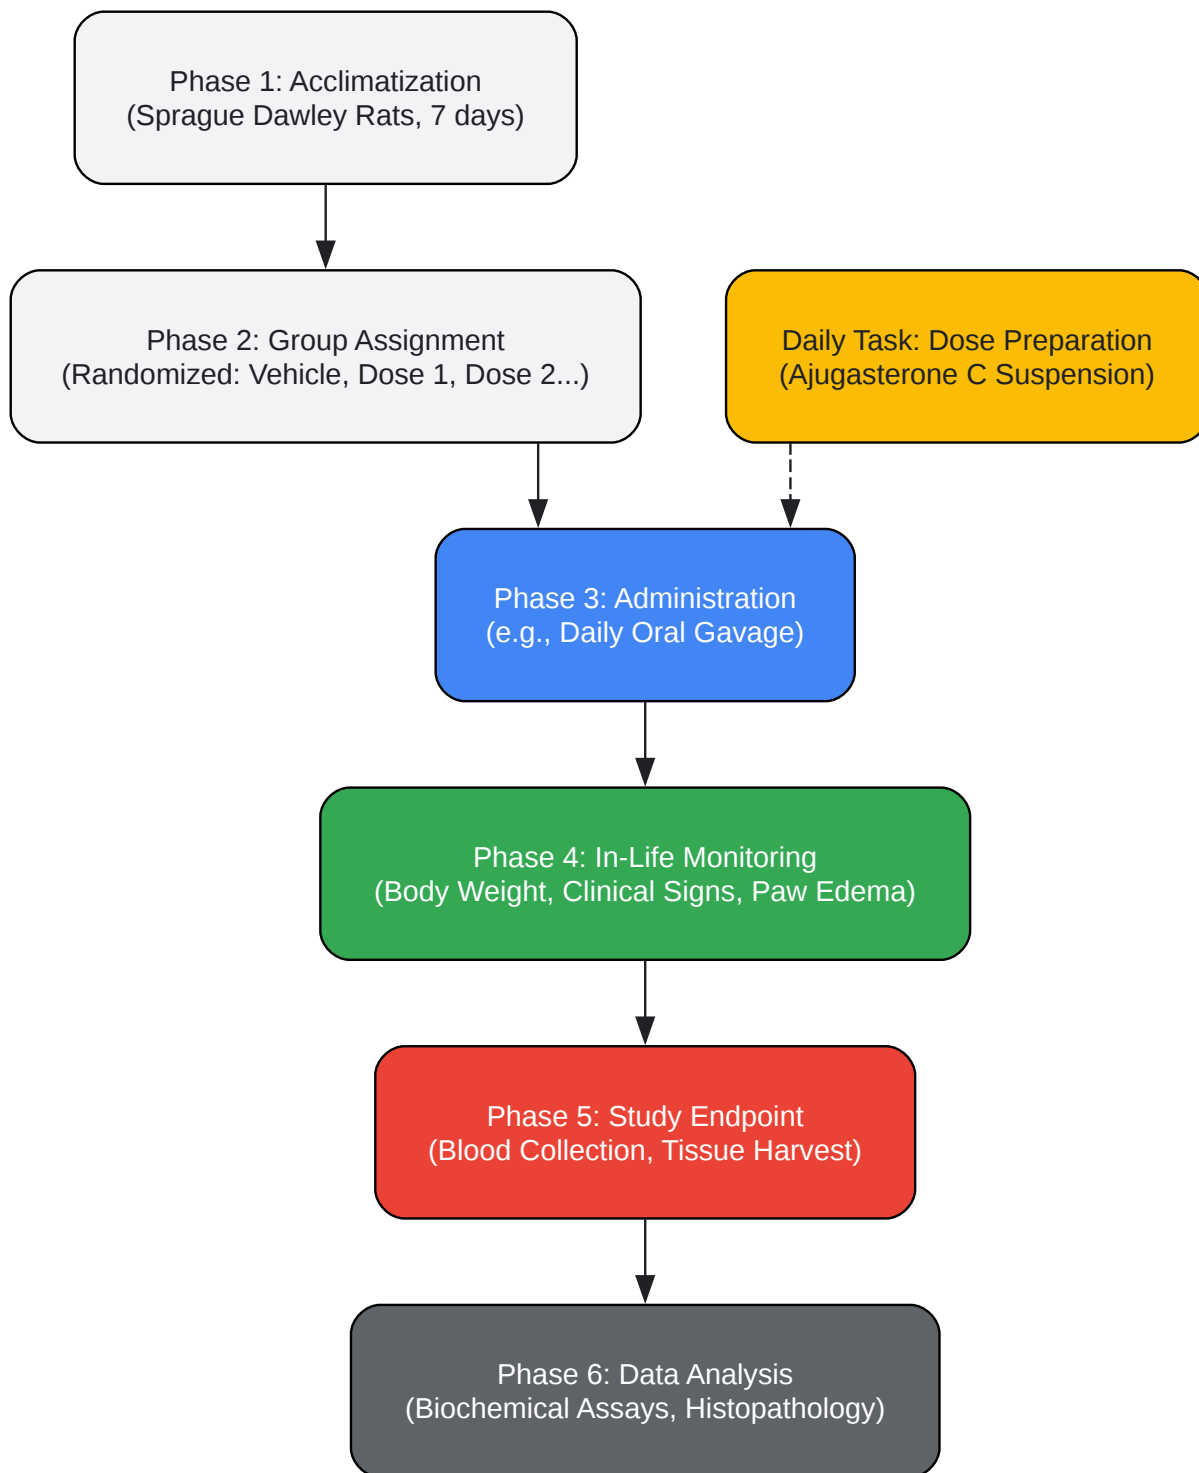 Phase 1: Acclimatization
(Sprague Dawley Rats, 7 days)
Phase 2: Group Assignment
(Randomized: Vehicle, Dose 1, Dose 2...)
Daily Task: Dose Preparation
(Ajugasterone C Suspension)
Phase 3: Administration
(e.g., Daily Oral Gavage)
Phase 4: In-Life Monitoring
(Body Weight, Clinical Signs, Paw Edema)
Phase 5: Study Endpoint
(Blood Collection, Tissue Harvest)
Phase 6: Data Analysis
(Biochemical Assays, Histopathology)